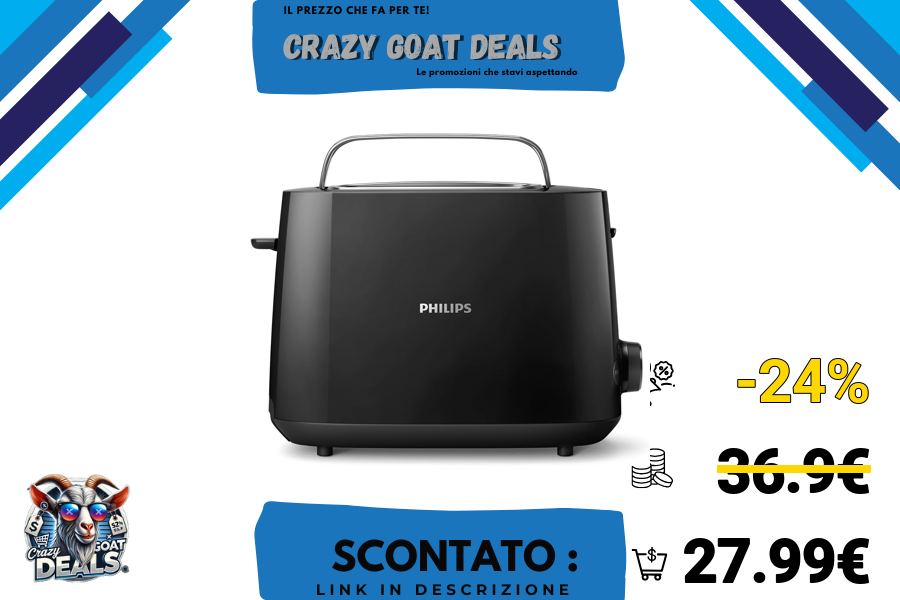 IL PREZZO CHE FA PER TE!
CRAZY GOAT DEALS
Le promozioni che stavi aspettando
PHILIPS
-24%
36.9€
SCONTATO :
27.99€
LINK IN DESCRIZIONE
Crazy
GOAT
DEALS